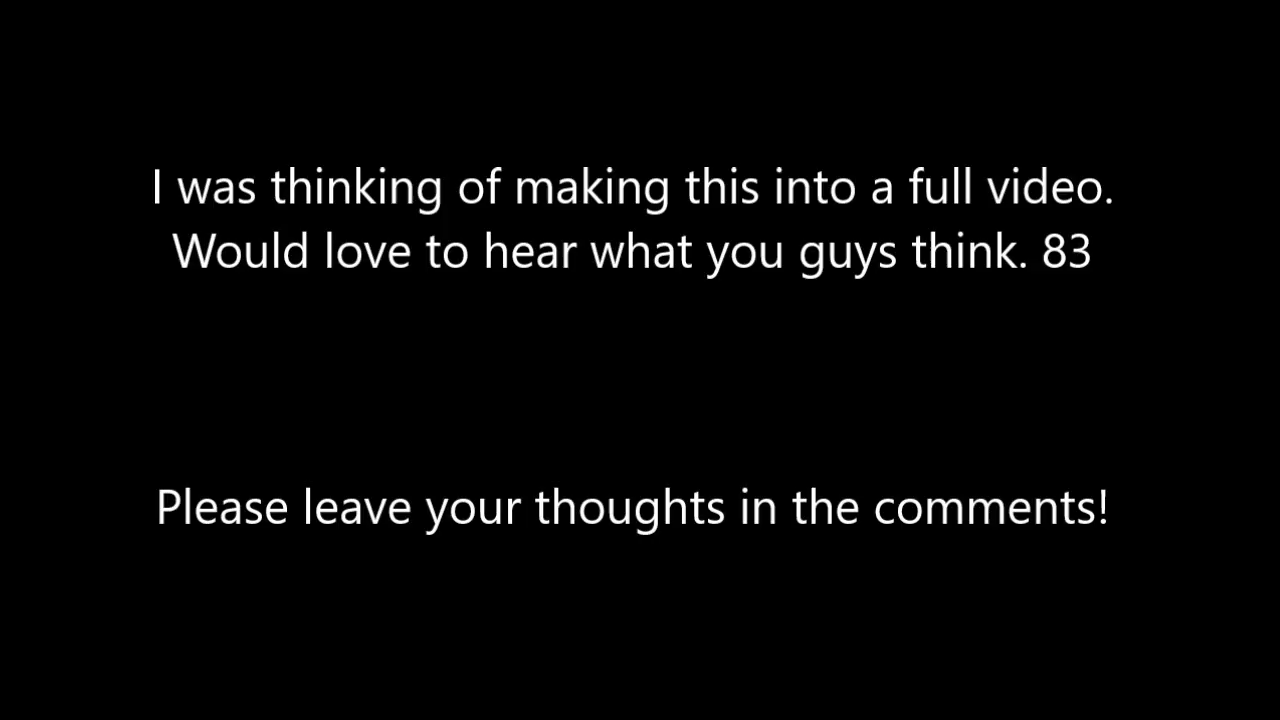 I was thinking of making this into a full video.
Would love to hear what you guys think. 83
Please leave your thoughts in the comments!